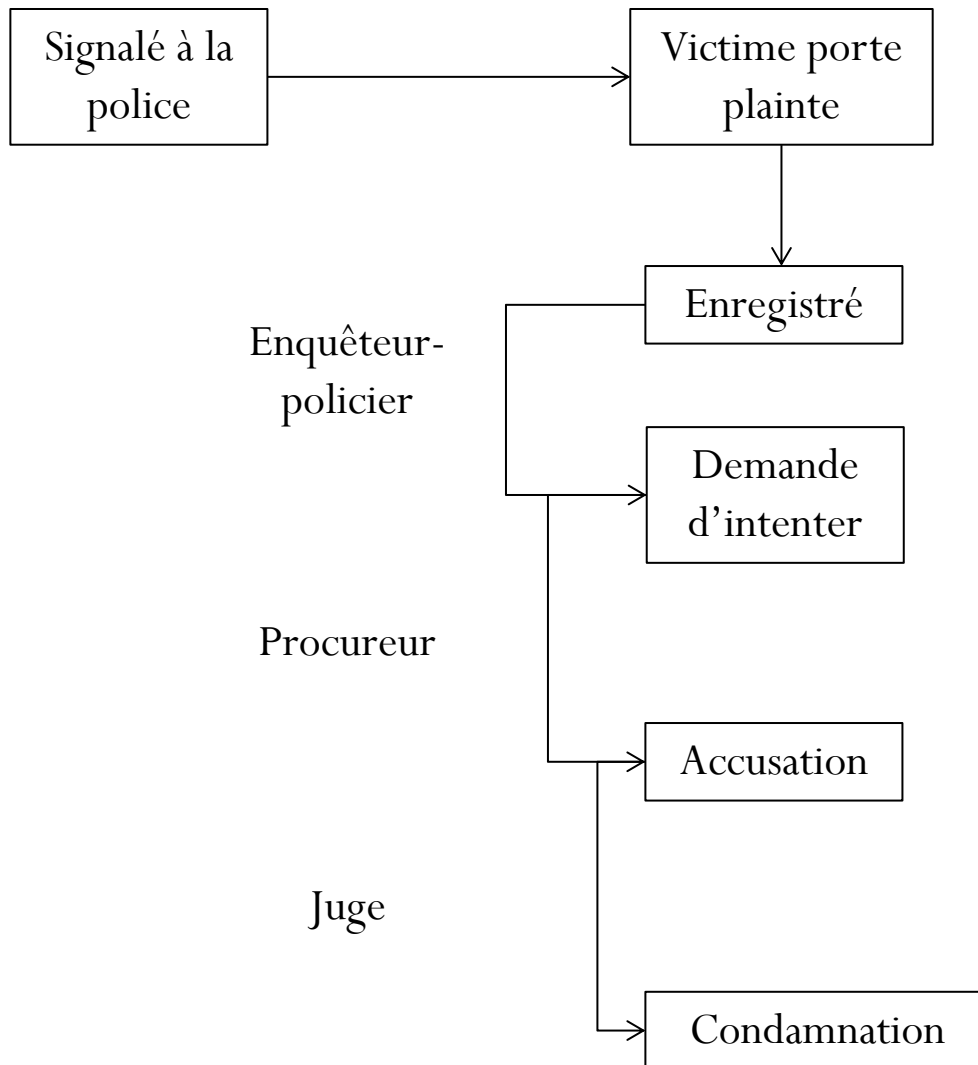 Signalé à la
police
Victime porte
plainte
Enregistré
Enquêteur-
policier
Demande
d’intenter
Procureur
Accusation
Juge
Condamnation